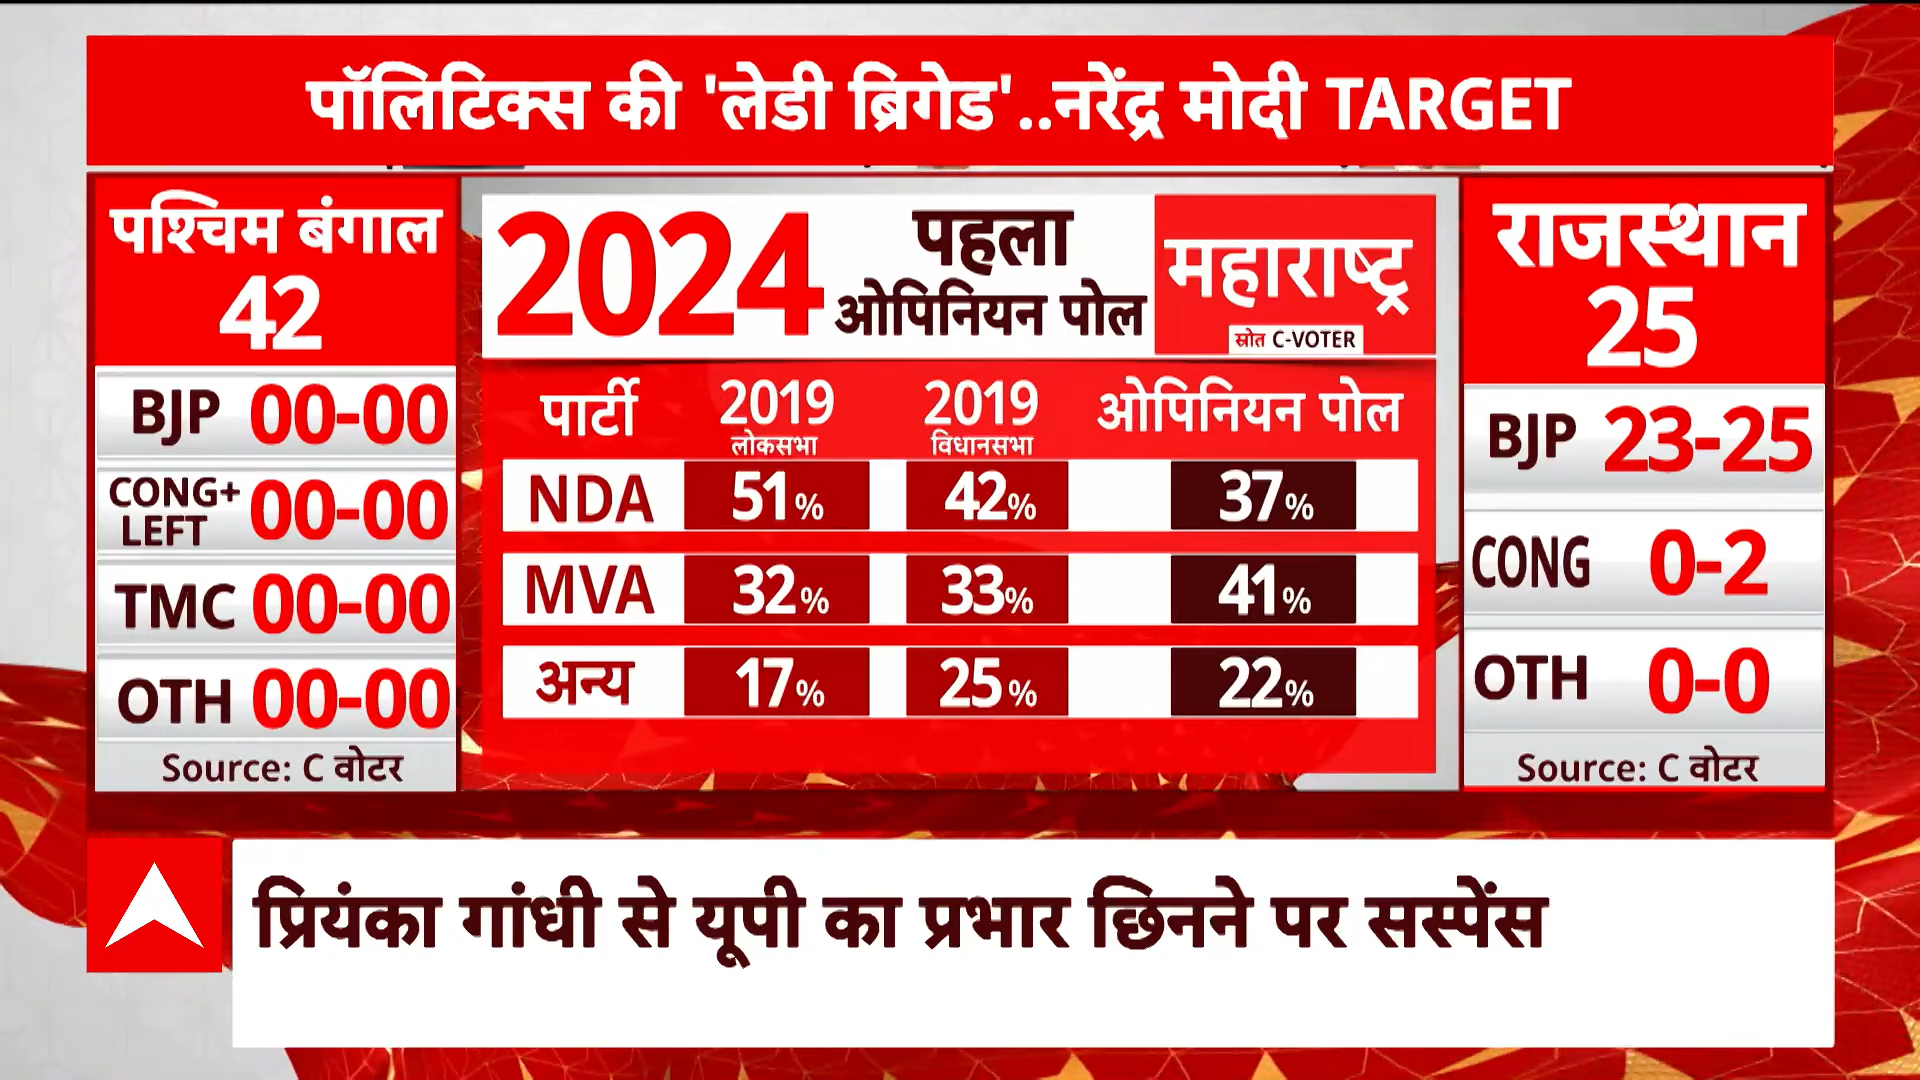 पॉलिटिक्स की 'लेडी ब्रिगेड'..नरेंद्र मोदी TARGET
पश्चिम बंगाल
42
BJP 00-00
CONG+
LEFT 00-00
TMC 00-00
OTH 00-00
Source: C वोटर
2024 पहला
ओपिनियन पोल
महाराष्ट्र
स्रोत C-VOTER
पार्टी 2019 लोकसभा 2019 विधानसभा ओपिनियन पोल
NDA 51% 42% 37%
MVA 32% 33% 41%
अन्य 17% 25% 22%
राजस्थान
25
BJP 23-25
CONG 0-2
OTH 0-0
Source: C वोटर
प्रियंका गांधी से यूपी का प्रभार छिनने पर सस्पेंस